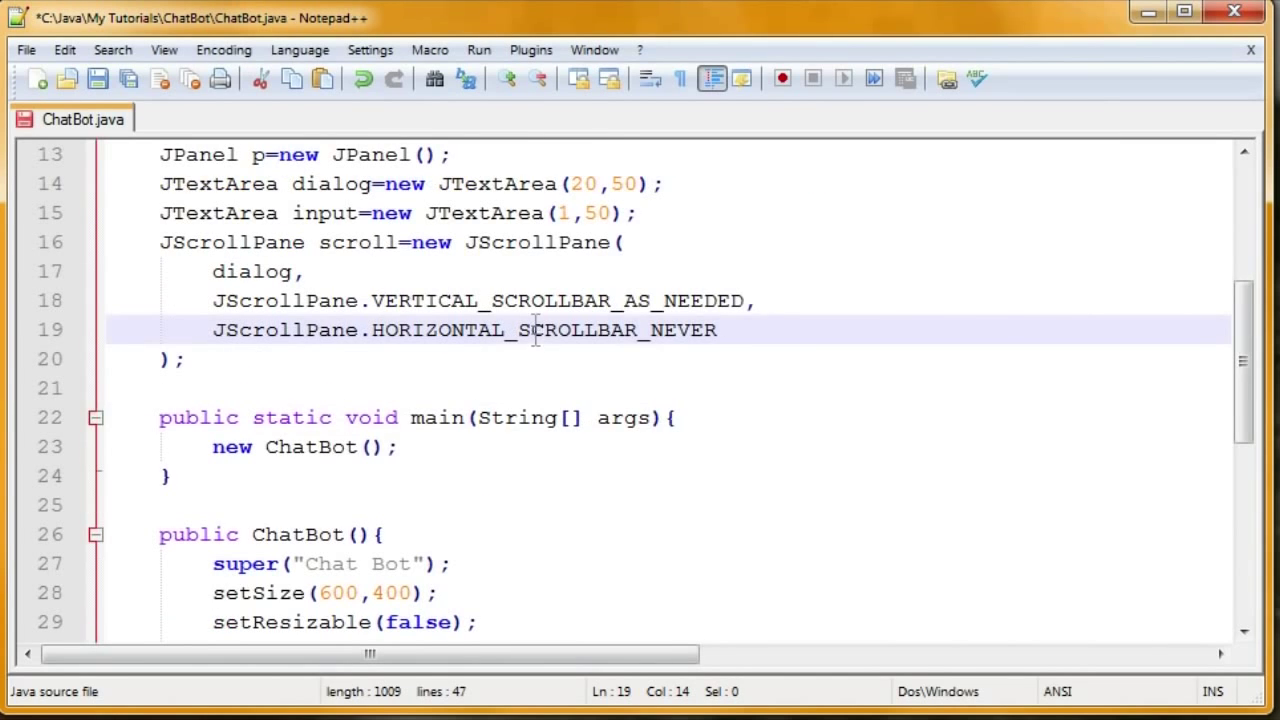 *C:\Java\My Tutorials\ChatBot\ChatBot.java - Notepad++
File Edit Search View Encoding Language Settings Macro Run Plugins Window ? X
ABC
ChatBot.java
13 JPanel p=new JPanel();
14 JTextArea dialog=new JTextArea(20,50);
15 JTextArea input=new JTextArea(1,50);
16 JScrollPane scroll=new JScrollPane(
17 dialog,
18 JScrollPane.VERTICAL_SCROLLBAR_AS_NEEDED,
19 JScrollPane.HORIZONTAL_SCROLLBAR_NEVER
20 );
21
22 public static void main(String[] args){
23 new ChatBot();
24 }
25
26 public ChatBot(){
27 super("Chat Bot");
28 setSize(600,400);
29 setResizable(false);
Java source file length : 1009 lines : 47 Ln : 19 Col : 14 Sel : 0 Dos\Windows ANSI INS